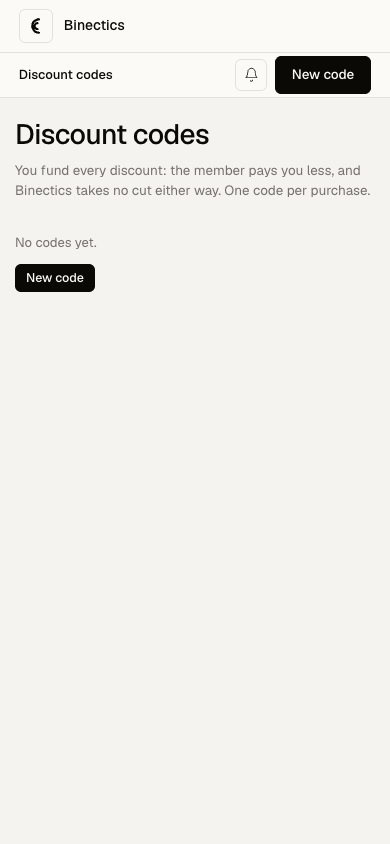 Binectics
Discount codes
New code
Discount codes
You fund every discount: the member pays you less, and
Binectics takes no cut either way. One code per purchase.
No codes yet.
New code